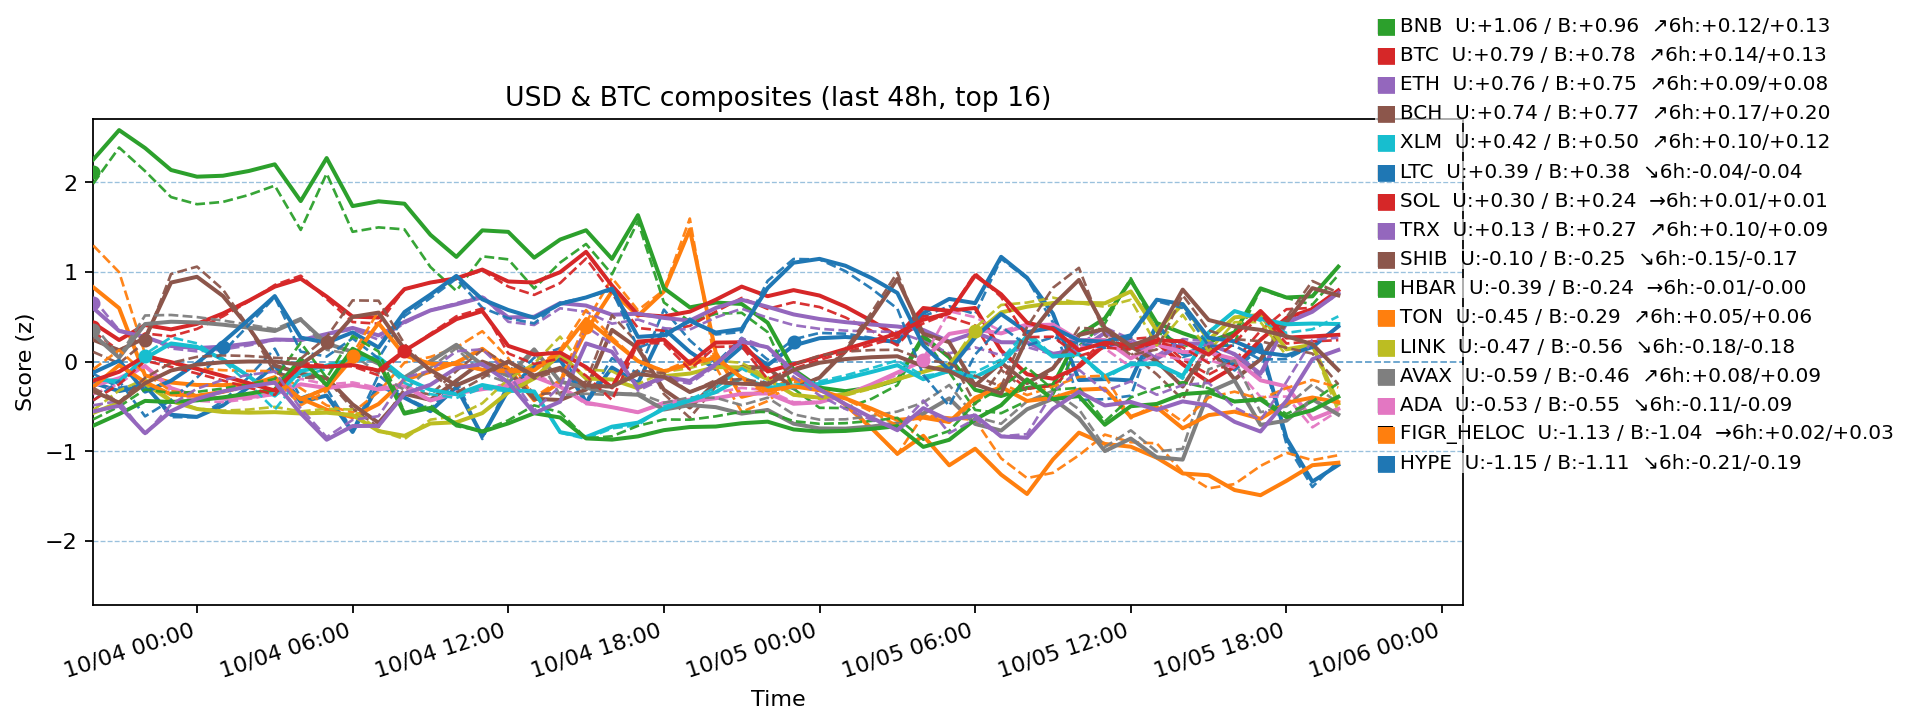 BNB U:+1.06 / B:+0.96 ↗6h:+0.12/+0.13
BTC U:+0.79 / B:+0.78 ↗6h:+0.14/+0.13
ETH U:+0.76 / B:+0.75 ↗6h:+0.09/+0.08
BCH U:+0.74 / B:+0.77 ↗6h:+0.17/+0.20
XLM U:+0.42 / B:+0.50 ↗6h:+0.10/+0.12
LTC U:+0.39 / B:+0.38 ↘6h:-0.04/-0.04
SOL U:+0.30 / B:+0.24 →6h:+0.01/+0.01
TRX U:+0.13 / B:+0.27 ↗6h:+0.10/+0.09
SHIB U:-0.10 / B:-0.25 ↘6h:-0.15/-0.17
HBAR U:-0.39 / B:-0.24 →6h:-0.01/-0.00
TON U:-0.45 / B:-0.29 ↗6h:+0.05/+0.06
LINK U:-0.47 / B:-0.56 ↘6h:-0.18/-0.18
AVAX U:-0.59 / B:-0.46 ↗6h:+0.08/+0.09
ADA U:-0.53 / B:-0.55 ↘6h:-0.11/-0.09
FIGR_HELOC U:-1.13 / B:-1.04 →6h:+0.02/+0.03
HYPE U:-1.15 / B:-1.11 ↘6h:-0.21/-0.19
USD & BTC composites (last 48h, top 16)
Score (z)
2
1
0
−1
−2
10/04 00:00
10/04 06:00
10/04 12:00
10/04 18:00
10/05 00:00
10/05 06:00
10/05 12:00
10/05 18:00
10/06 00:00
Time